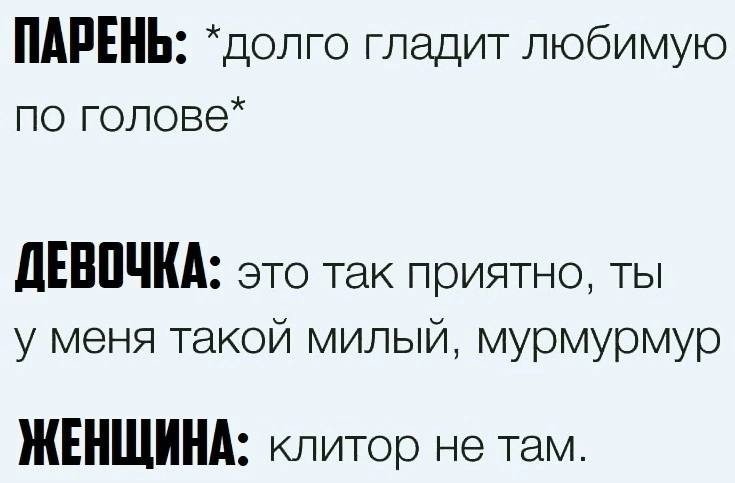 ПАРЕНЬ: *долго гладит любимую
по голове*
ДЕВОЧКА: это так приятно, ты
у меня такой милый, мурмурмур
ЖЕНЩИНА: клитор не там.